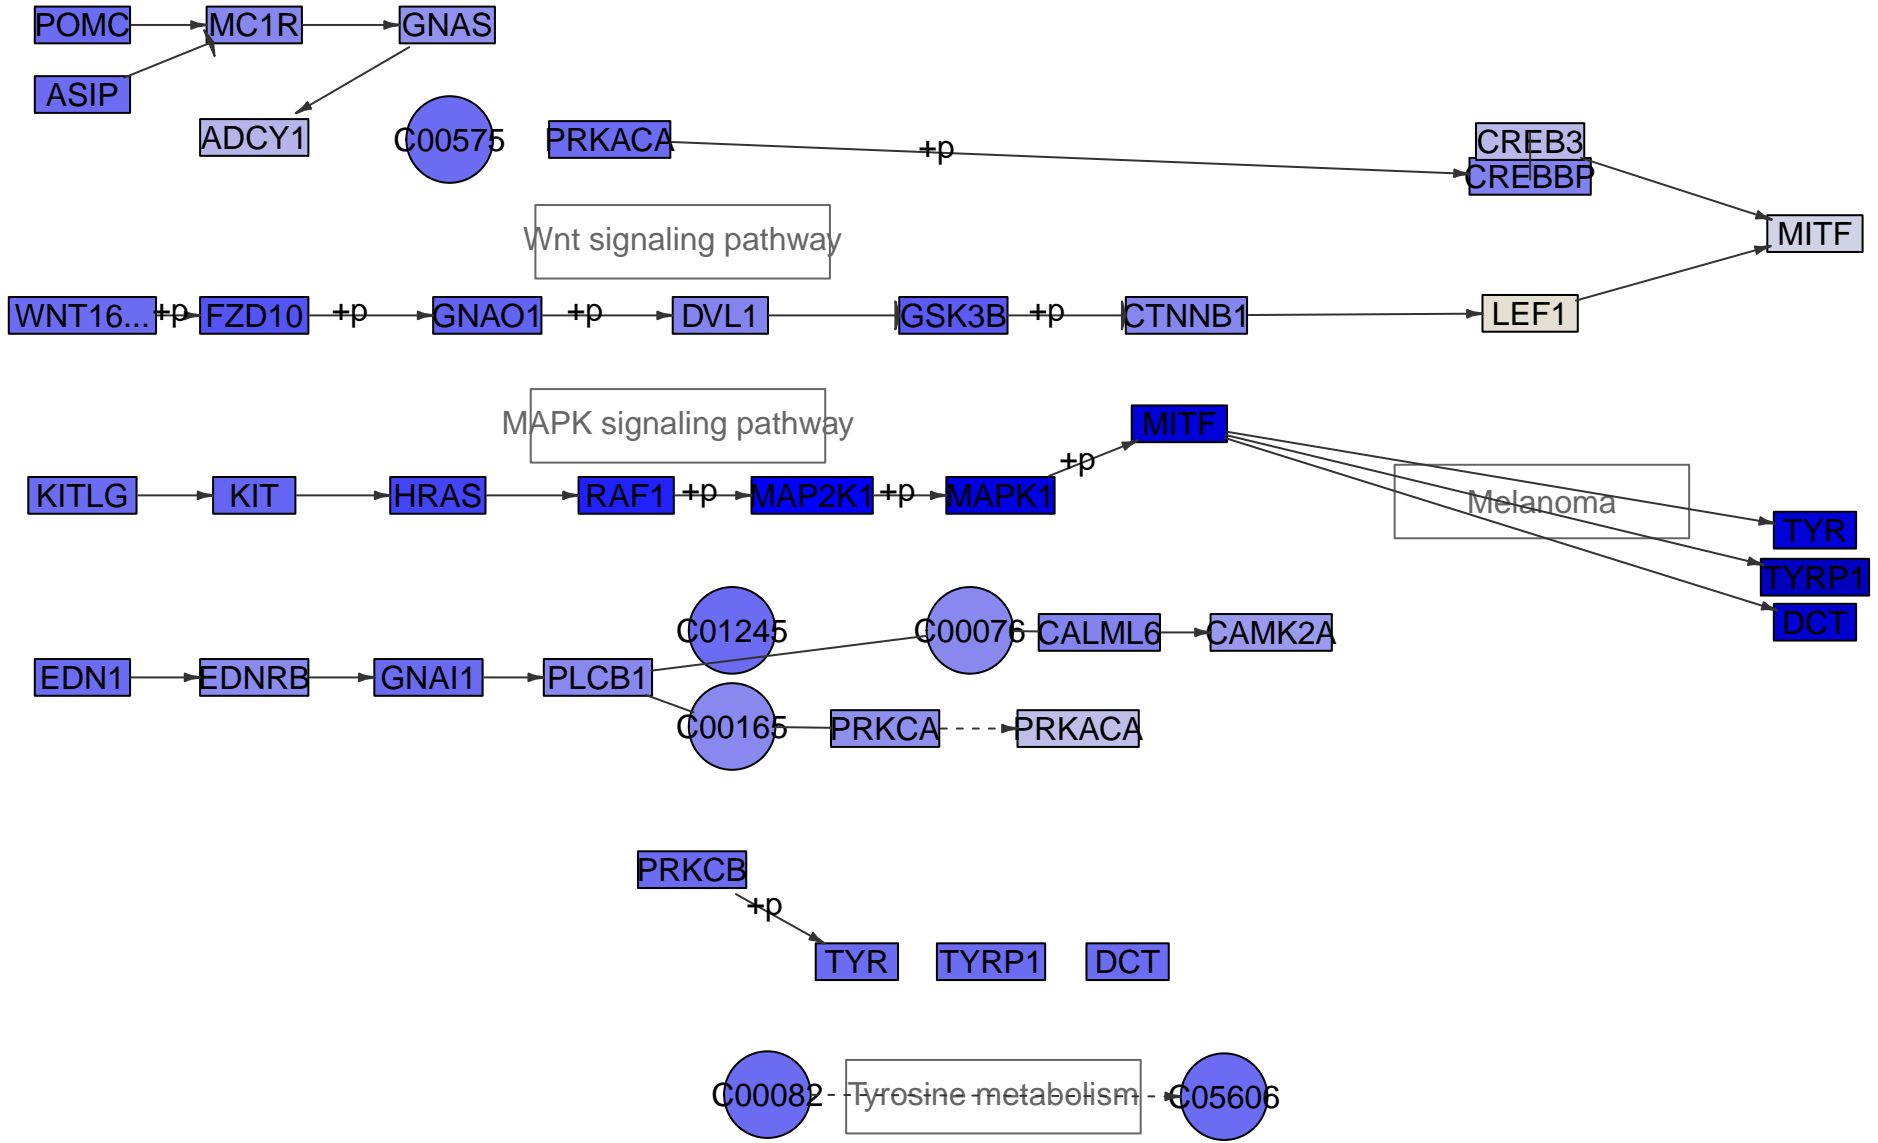 POMC
MC1R
GNAS
ASIP
ADCY1
C00575
PRKACA
+p
CREB3
CREBBP
MITF
Wnt signaling pathway
WNT16...
+p
FZD10
+p
GNAO1
+p
DVL1
GSK3B
+p
CTNNB1
LEF1
MAPK signaling pathway
MITF
+p
KITLG
KIT
HRAS
RAF1
+p
MAP2K1
+p
MAPK1
Melanoma
TYR
TYRP1
DCT
C01245
C00076
CALML6
CAMK2A
EDN1
EDNRB
GNAI1
PLCB1
C00165
PRKCA
PRKACA
PRKCB
+p
TYR
TYRP1
DCT
C00082
Tyrosine metabolism
C05606